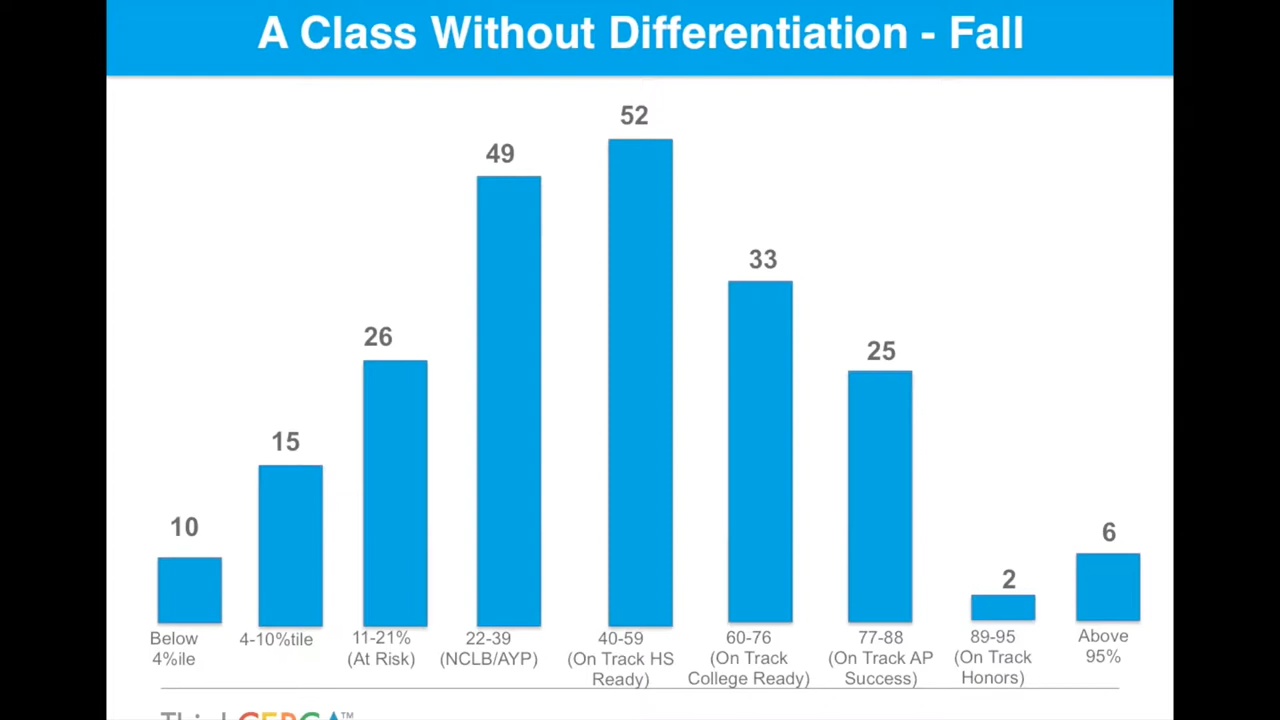 A Class Without Differentiation - Fall
52
49
33
26
25
15
10
6
2
Below
4%ile
4-10%tile
11-21%
(At Risk)
22-39
(NCLB/AYP)
40-59
(On Track HS
Ready)
60-76
(On Track
College Ready)
77-88
(On Track AP
Success)
89-95
(On Track
Honors)
Above
95%